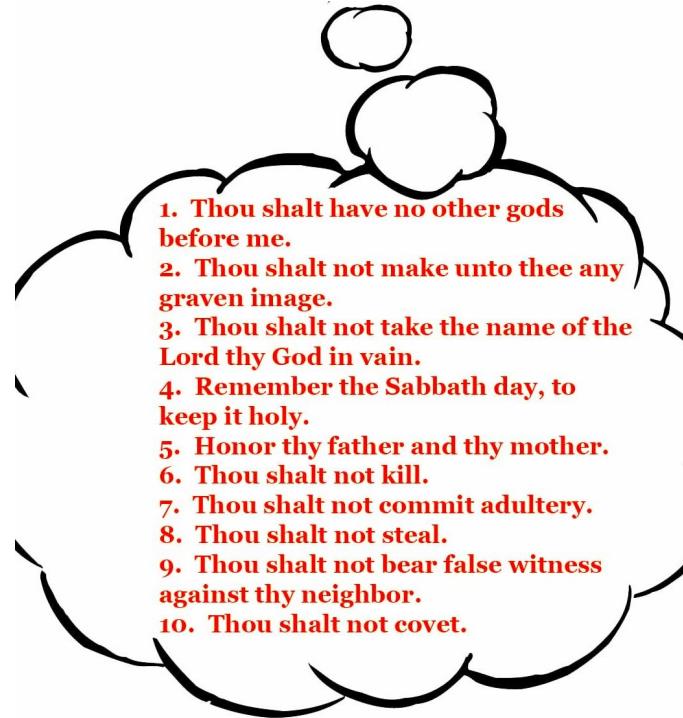 1.  Thou shalt have no other gods
before me.
2.  Thou shalt not make unto thee any
graven image.
3.  Thou shalt not take the name of the
Lord thy God in vain.
4.  Remember the Sabbath day, to
keep it holy.
5.  Honor thy father and thy mother.
6.  Thou shalt not kill.
7.  Thou shalt not commit adultery.
8.  Thou shalt not steal.
9.  Thou shalt not bear false witness
against thy neighbor.
10.  Thou shalt not covet.